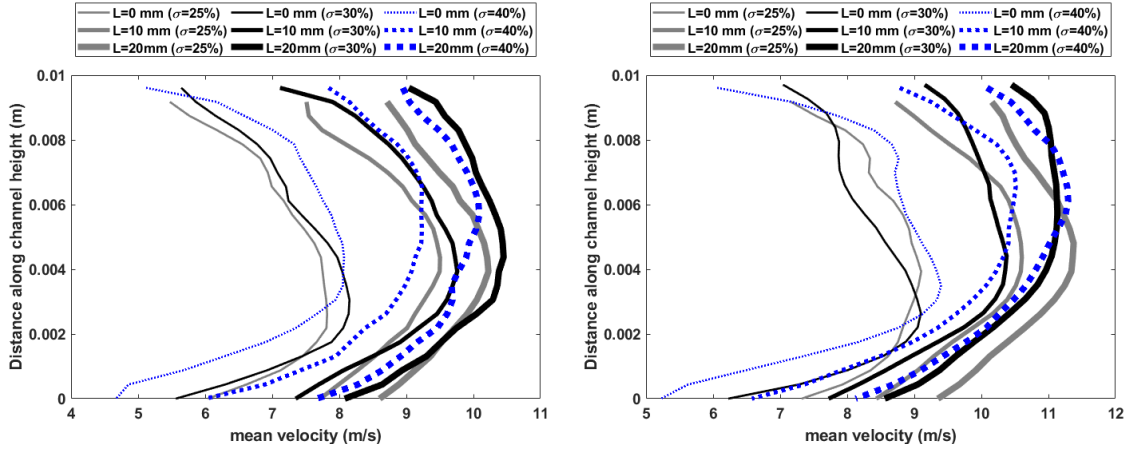 L=0 mm (σ=25%) L=0 mm (σ=30%) L=0 mm (σ=40%)
L=10 mm (σ=25%) L=10 mm (σ=30%) L=10 mm (σ=40%)
L=20mm (σ=25%) L=20mm (σ=30%) L=20mm (σ=40%)
0.01
0.008
0.006
0.004
0.002
0
Distance along channel height (m)
4 5 6 7 8 9 10 11
mean velocity (m/s)
L=0 mm (σ=25%) L=0 mm (σ=30%) L=0 mm (σ=40%)
L=10 mm (σ=25%) L=10 mm (σ=30%) L=10 mm (σ=40%)
L=20mm (σ=25%) L=20mm (σ=30%) L=20mm (σ=40%)
0.01
0.008
0.006
0.004
0.002
0
Distance along channel height (m)
5 6 7 8 9 10 11 12
mean velocity (m/s)